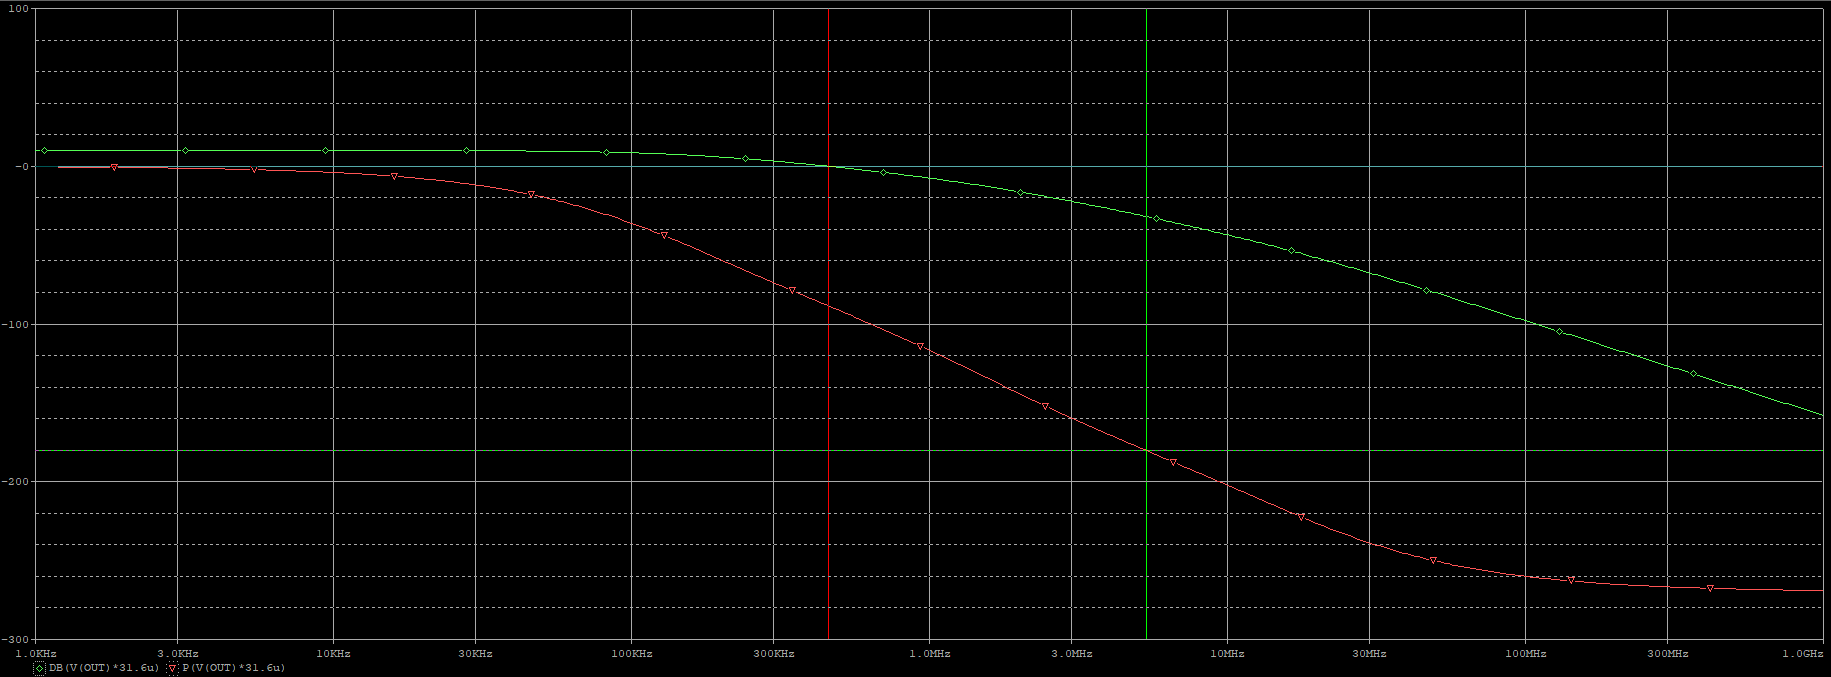 100
-0
-100
-200
-300
1.0KHz 3.0KHz 10KHz 30KHz 100KHz 300KHz 1.0MHz 3.0MHz 10MHz 30MHz 100MHz 300MHz 1.0GHz
DB(V(OUT)*31.6u) P(V(OUT)*31.6u)